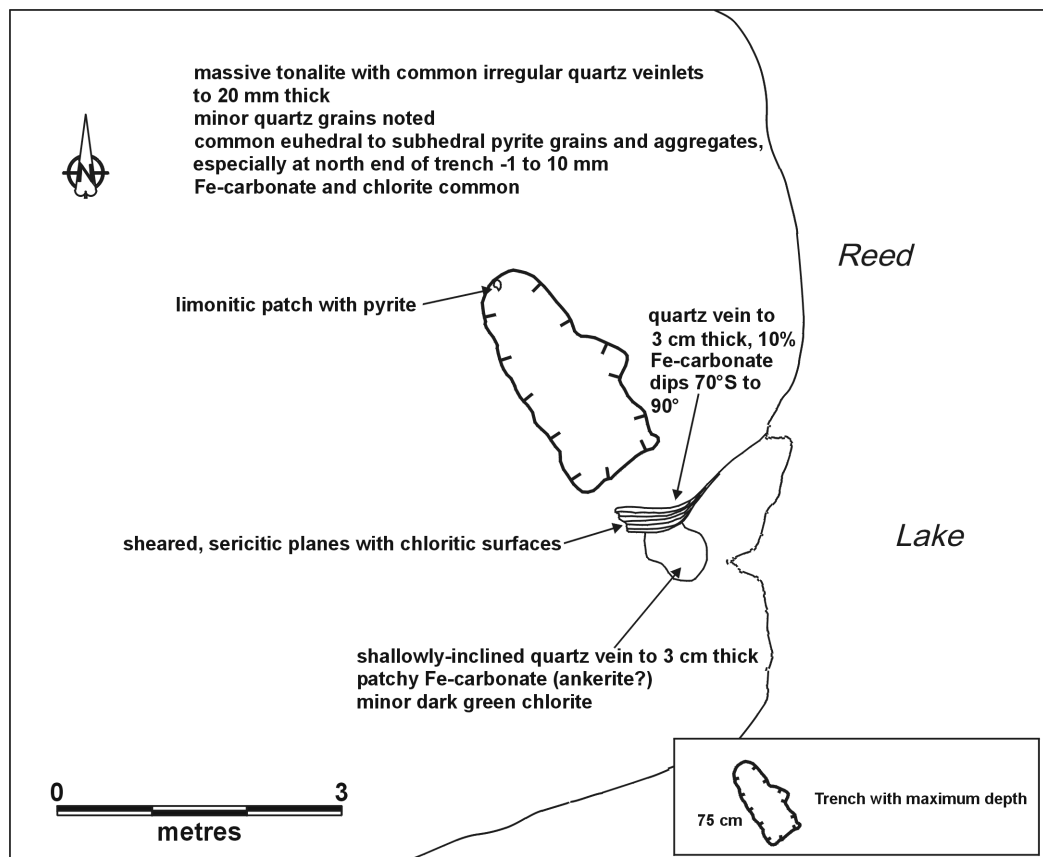 massive tonalite with common irregular quartz veinlets
to 20 mm thick
minor quartz grains noted
common euhedral to subhedral pyrite grains and aggregates,
especially at north end of trench -1 to 10 mm
Fe-carbonate and chlorite common
N
Reed
limonitic patch with pyrite
quartz vein to
3 cm thick, 10%
Fe-carbonate
dips 70°S to
90°
Lake
sheared, sericitic planes with chloritic surfaces
shallowly-inclined quartz vein to 3 cm thick
patchy Fe-carbonate (ankerite?)
minor dark green chlorite
0 3
metres
75 cm
Trench with maximum depth